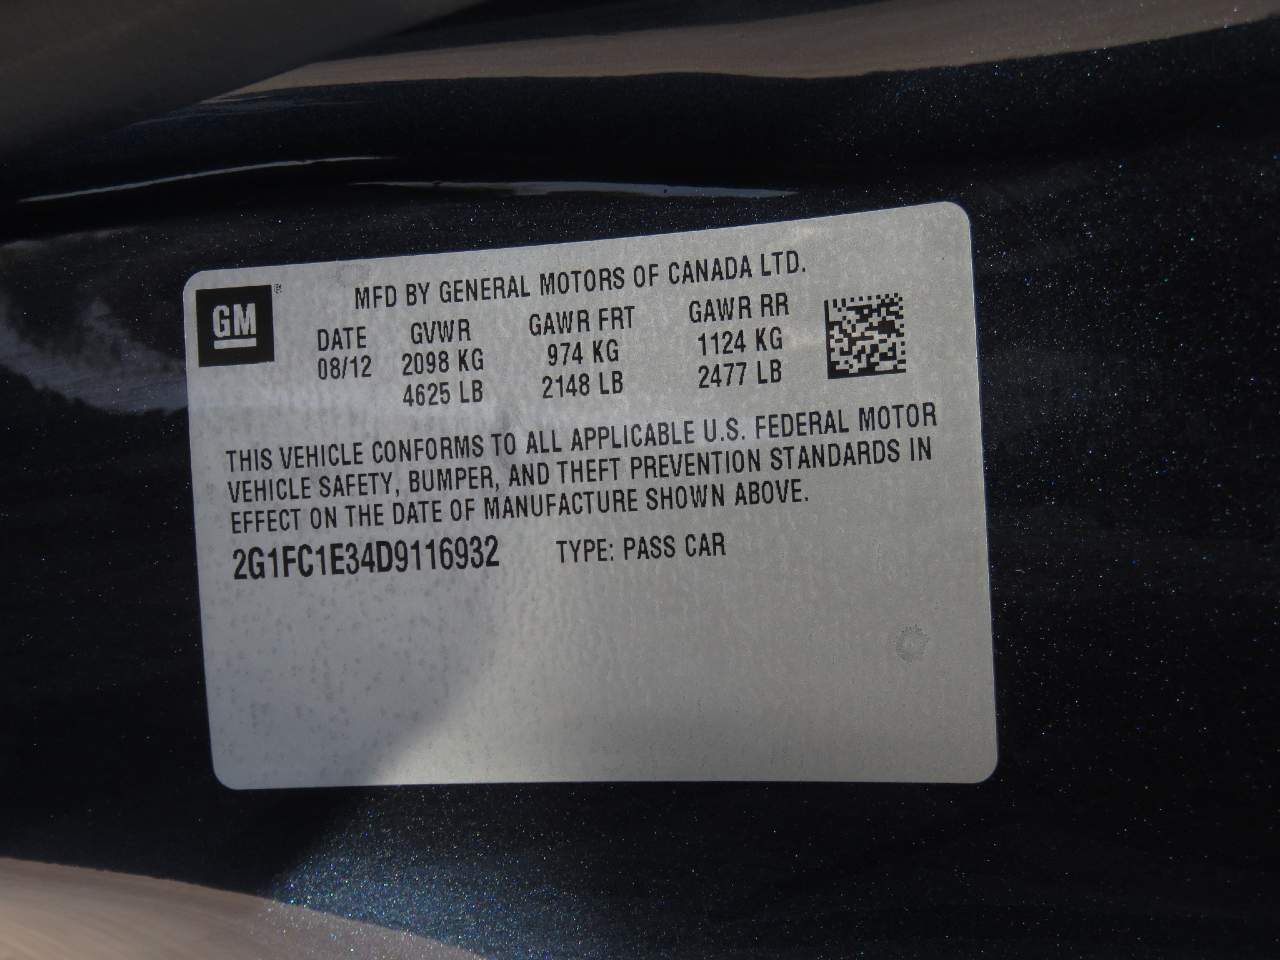 GM
MFD BY GENERAL MOTORS OF CANADA LTD.
DATE GVWR GAWR FRT GAWR RR
08/12 2098 KG 974 KG 1124 KG
4625 LB 2148 LB 2477 LB
THIS VEHICLE CONFORMS TO ALL APPLICABLE U.S. FEDERAL MOTOR
VEHICLE SAFETY, BUMPER, AND THEFT PREVENTION STANDARDS IN
EFFECT ON THE DATE OF MANUFACTURE SHOWN ABOVE.
2G1FC1E34D9116932 TYPE: PASS CAR